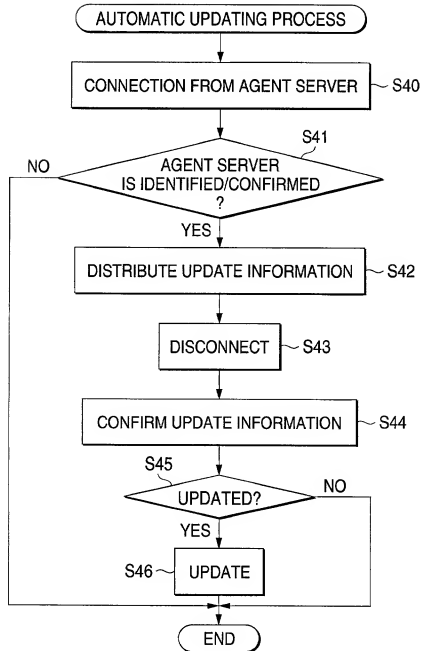 AUTOMATIC UPDATING PROCESS
CONNECTION FROM AGENT SERVER
S40
S41
NO
AGENT SERVER
IS IDENTIFIED/CONFIRMED
?
YES
DISTRIBUTE UPDATE INFORMATION
S42
DISCONNECT
S43
CONFIRM UPDATE INFORMATION
S44
S45
UPDATED?
NO
YES
S46
UPDATE
END